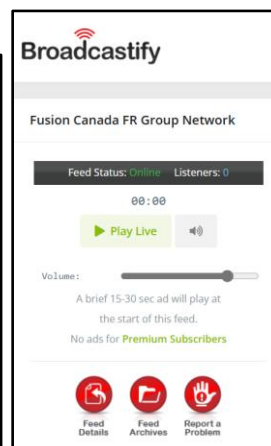 Broadcastify
Fusion Canada FR Group Network
Feed Status: Online Listeners: 0
00:00
Play Live
Volume:
A brief 15-30 sec ad will play at
the start of this feed.
No ads for Premium Subscribers
Feed Details
Feed Archives
Report a Problem